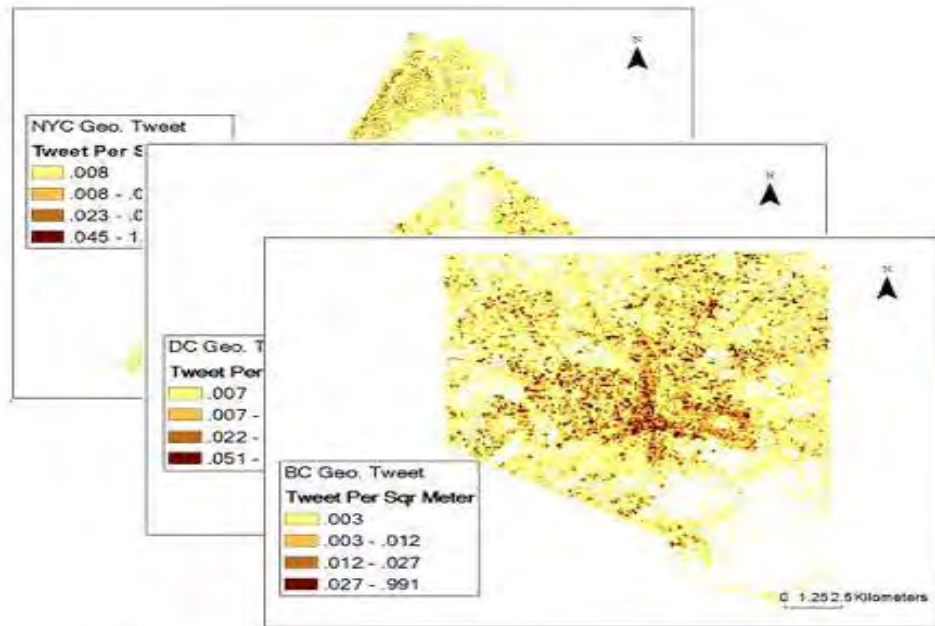 N
NYC Geo. Tweet
Tweet Per S
.008
.008 - .0
.023 - .0
.045 - 1.
N
DC Geo. T
Tweet Per
.007
.007 -
.022 -
.051 -
N
BC Geo. Tweet
Tweet Per Sqr Meter
.003
.003 - .012
.012 - .027
.027 - .991
0 1.252.5 Kilometers